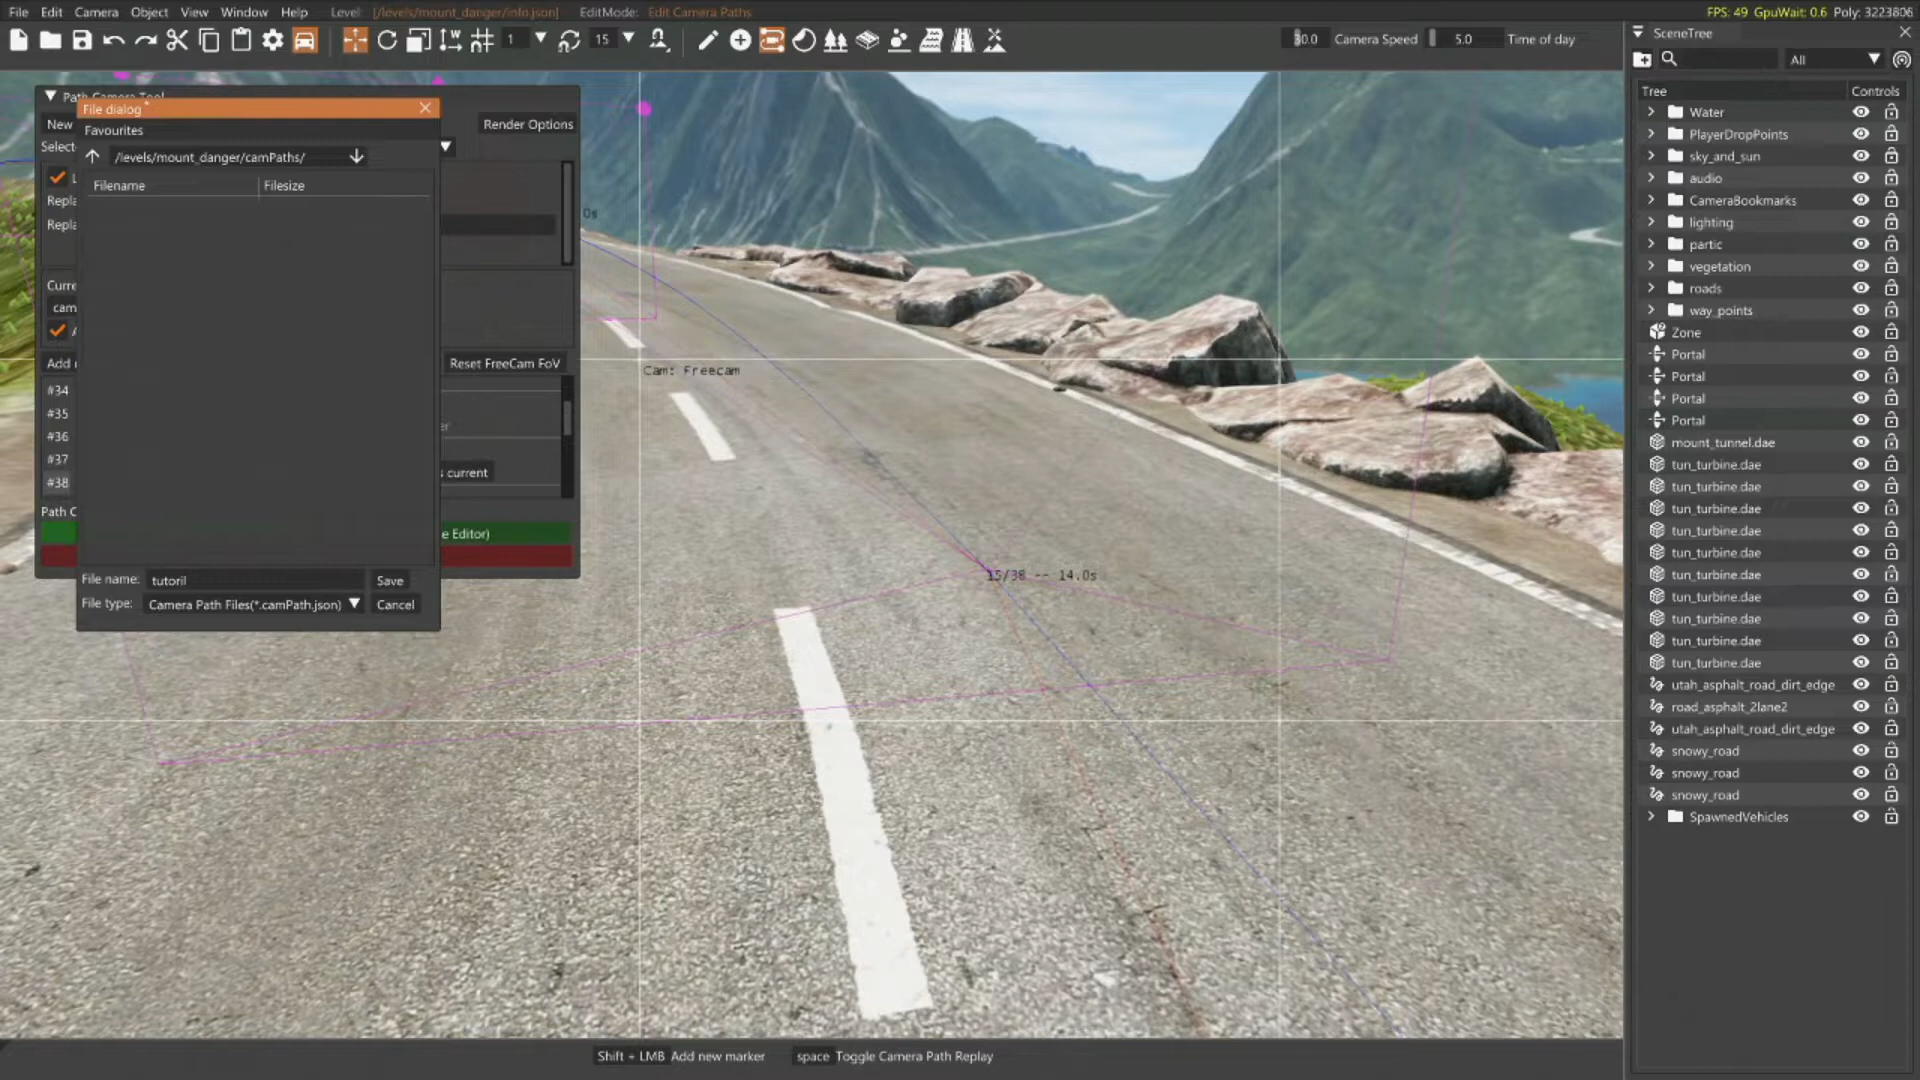 File Edit Camera Object View Window Help Level: [/levels/mount_danger/info.json] EditMode: Edit Camera Paths
FPS: 49 GpuWait: 0.6 Poly: 3223806
1 15 30.0 Camera Speed 5.0 Time of day
SceneTree
All
Tree Controls
Water
PlayerDropPoints
sky_and_sun
audio
CameraBookmarks
lighting
partic
vegetation
roads
way_points
Zone
Portal
Portal
Portal
Portal
mount_tunnel.dae
tun_turbine.dae
tun_turbine.dae
tun_turbine.dae
tun_turbine.dae
tun_turbine.dae
tun_turbine.dae
tun_turbine.dae
tun_turbine.dae
tun_turbine.dae
tun_turbine.dae
utah_asphalt_road_dirt_edge
road_asphalt_2lane2
utah_asphalt_road_dirt_edge
snowy_road
snowy_road
snowy_road
SpawnedVehicles
Path Camera Tool
New Render Options
Select
Repla
Repla
Curre
cam
Add Reset FreeCam FoV
#34
#35
#36
#37
#38
current
Path C
e Editor)
File dialog *
Favourites
/levels/mount_danger/camPaths/
Filename Filesize
File name: tutoril Save
File type: Camera Path Files(*.camPath.json) Cancel
0s
Cam: Freecam
15/38 -- 14.0s
Shift + LMB Add new marker space Toggle Camera Path Replay